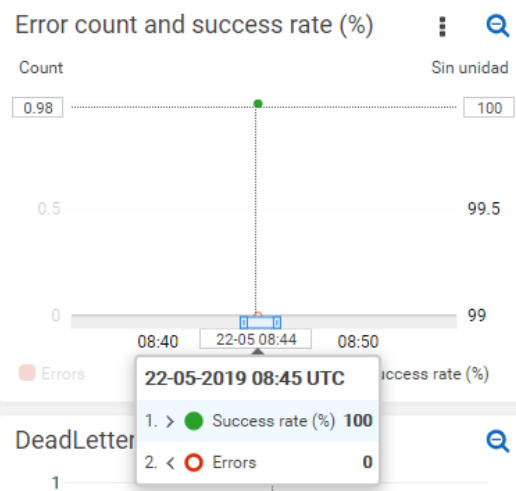 Error count and success rate (%)
Count
Sin unidad
0.98
100
0.5
99.5
0
99
08:40
22-05 08:44
08:50
Errors
uccess rate (%)
22-05-2019 08:45 UTC
1. > Success rate (%) 100
2. < Errors 0
DeadLetter
1